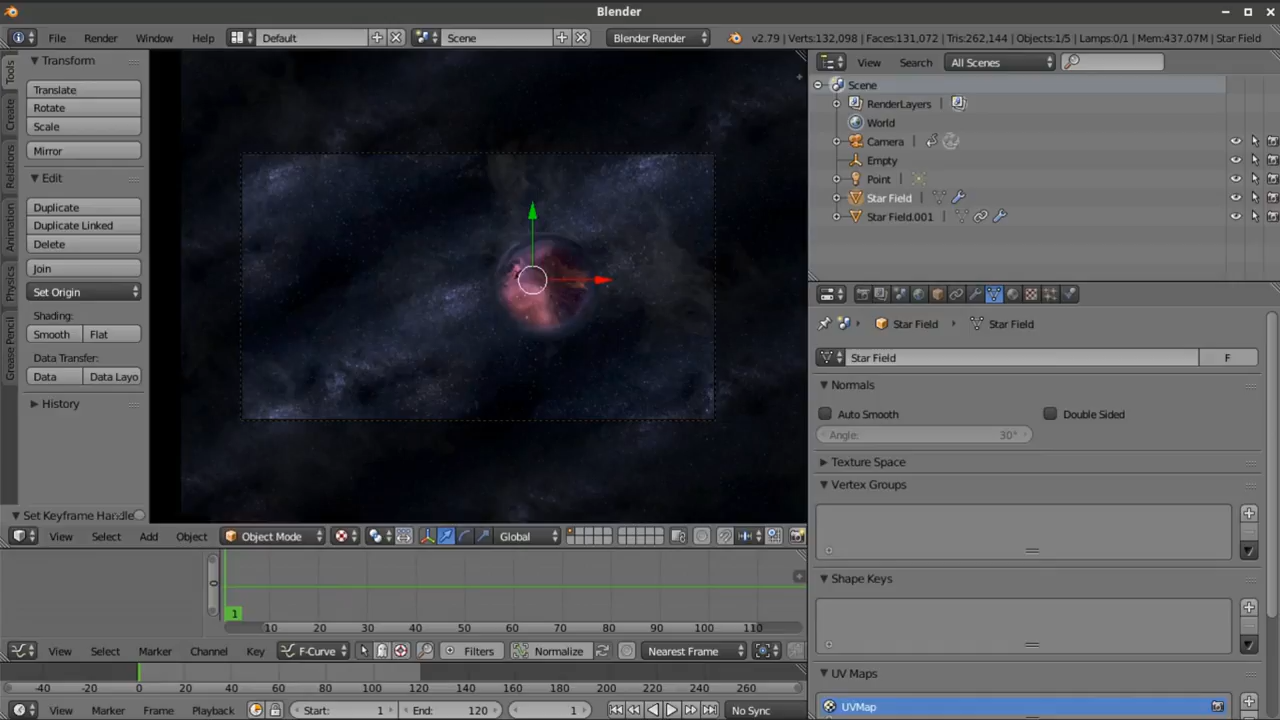 Blender
File Render Window Help Default Scene Blender Render v2.79 | Verts:132,098 | Faces:131,072 | Tris:262,144 | Objects:1/5 | Lamps:0/1 | Mem:437.07M | Star Field
Tools
Create
Relations
Animation
Physics
Grease Pencil
Transform
Translate
Rotate
Scale
Mirror
Edit
Duplicate
Duplicate Linked
Delete
Join
Set Origin
Shading:
Smooth Flat
Data Transfer:
Data Data Layo
History
Set Keyframe Handle
View Select Add Object Object Mode Global
1
10 20 30 40 50 60 70 80 90 100 110
View Select Marker Channel Key F-Curve Filters Normalize Nearest Frame
-40 -20 0 20 40 60 80 100 120 140 160 180 200 220 240 260
View Marker Frame Playback Start: 1 End: 120 1 No Sync
View Search All Scenes
Scene
RenderLayers |
World
Camera |
Empty
Point |
Star Field |
Star Field.001 |
Star Field Star Field
Star Field F
Normals
Auto Smooth Double Sided
Angle: 30°
Texture Space
Vertex Groups
Shape Keys
UV Maps
UVMap